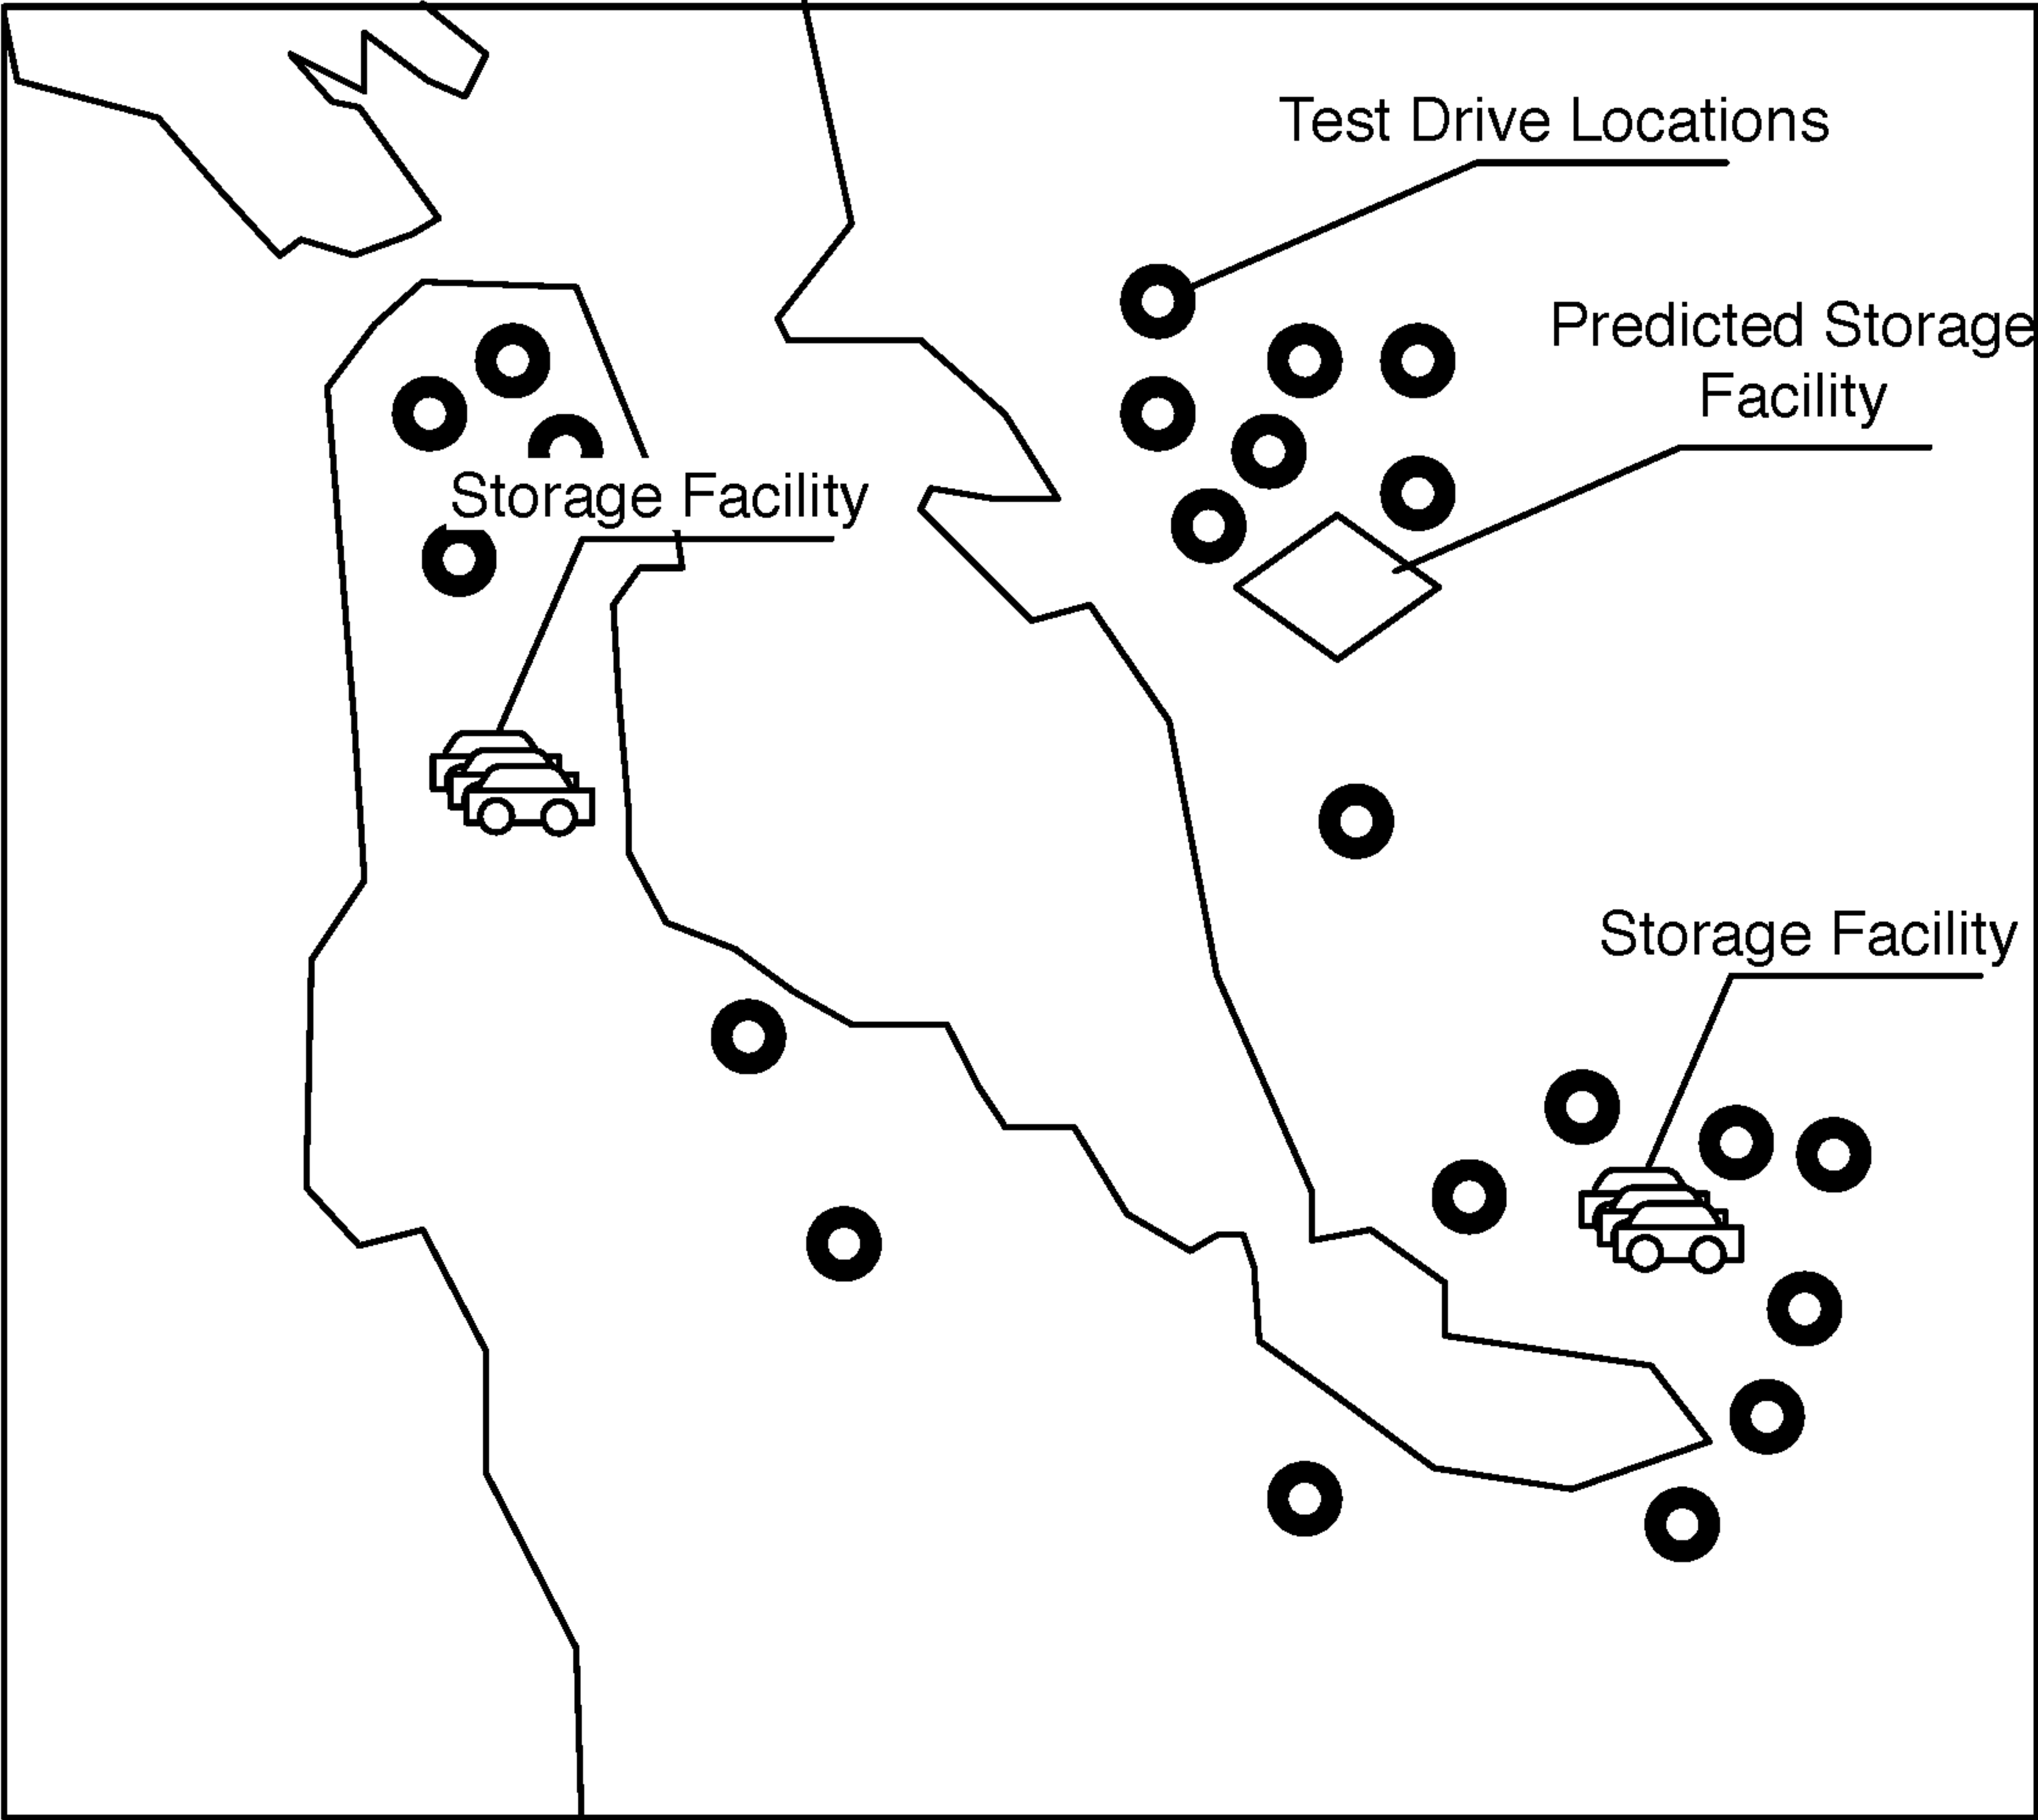 Test Drive Locations
Predicted Storage
Facility
Storage Facility
Storage Facility